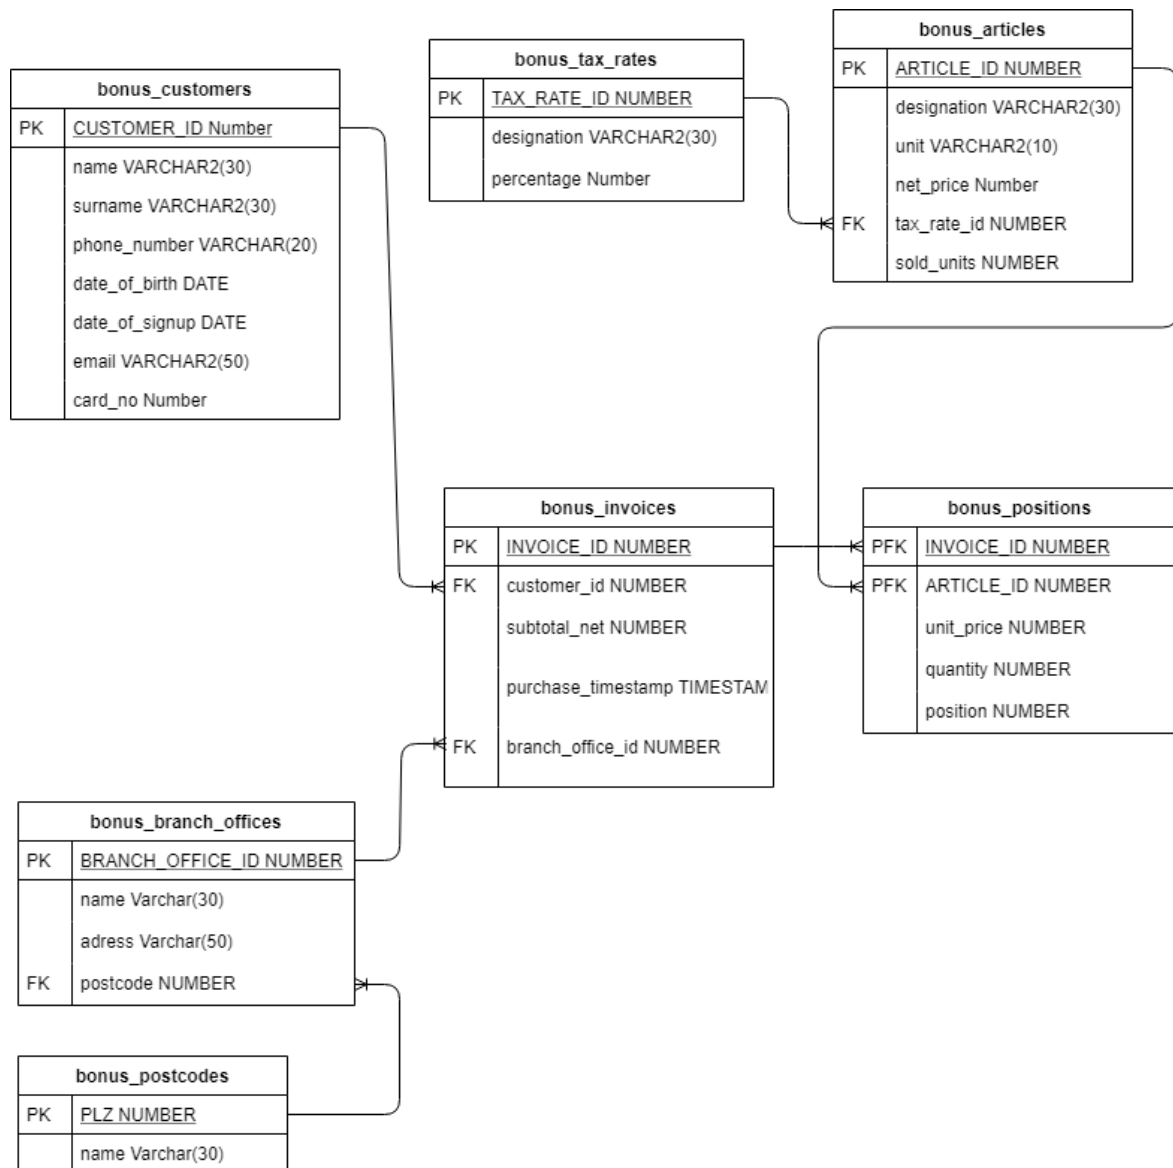 bonus_customers
PK CUSTOMER_ID Number
name VARCHAR2(30)
surname VARCHAR2(30)
phone_number VARCHAR(20)
date_of_birth DATE
date_of_signup DATE
email VARCHAR2(50)
card_no Number
bonus_tax_rates
PK TAX_RATE_ID NUMBER
designation VARCHAR2(30)
percentage Number
bonus_articles
PK ARTICLE_ID NUMBER
designation VARCHAR2(30)
unit VARCHAR2(10)
net_price Number
FK tax_rate_id NUMBER
sold_units NUMBER
bonus_invoices
PK INVOICE_ID NUMBER
FK customer_id NUMBER
subtotal_net NUMBER
purchase_timestamp TIMESTAM
FK branch_office_id NUMBER
bonus_positions
PFK INVOICE_ID NUMBER
PFK ARTICLE_ID NUMBER
unit_price NUMBER
quantity NUMBER
position NUMBER
bonus_branch_offices
PK BRANCH_OFFICE_ID NUMBER
name Varchar(30)
adress Varchar(50)
FK postcode NUMBER
bonus_postcodes
PK PLZ NUMBER
name Varchar(30)